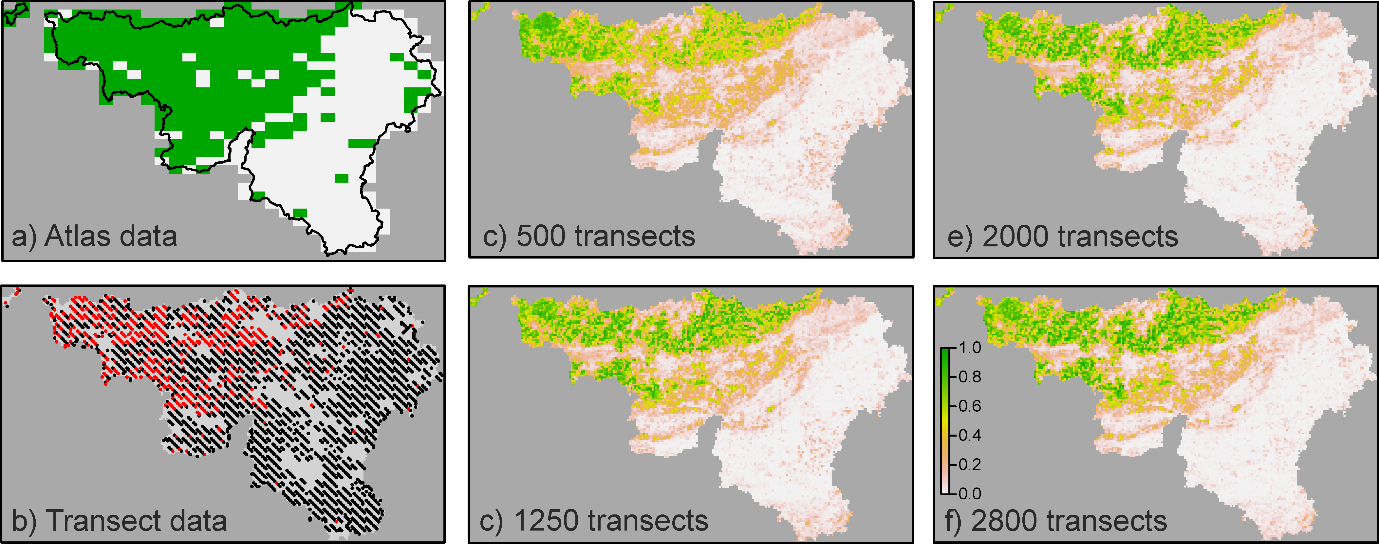 a) Atlas data
c) 500 transects
e) 2000 transects
b) Transect data
c) 1250 transects
1.0
0.8
0.6
0.4
0.2
0.0
f) 2800 transects